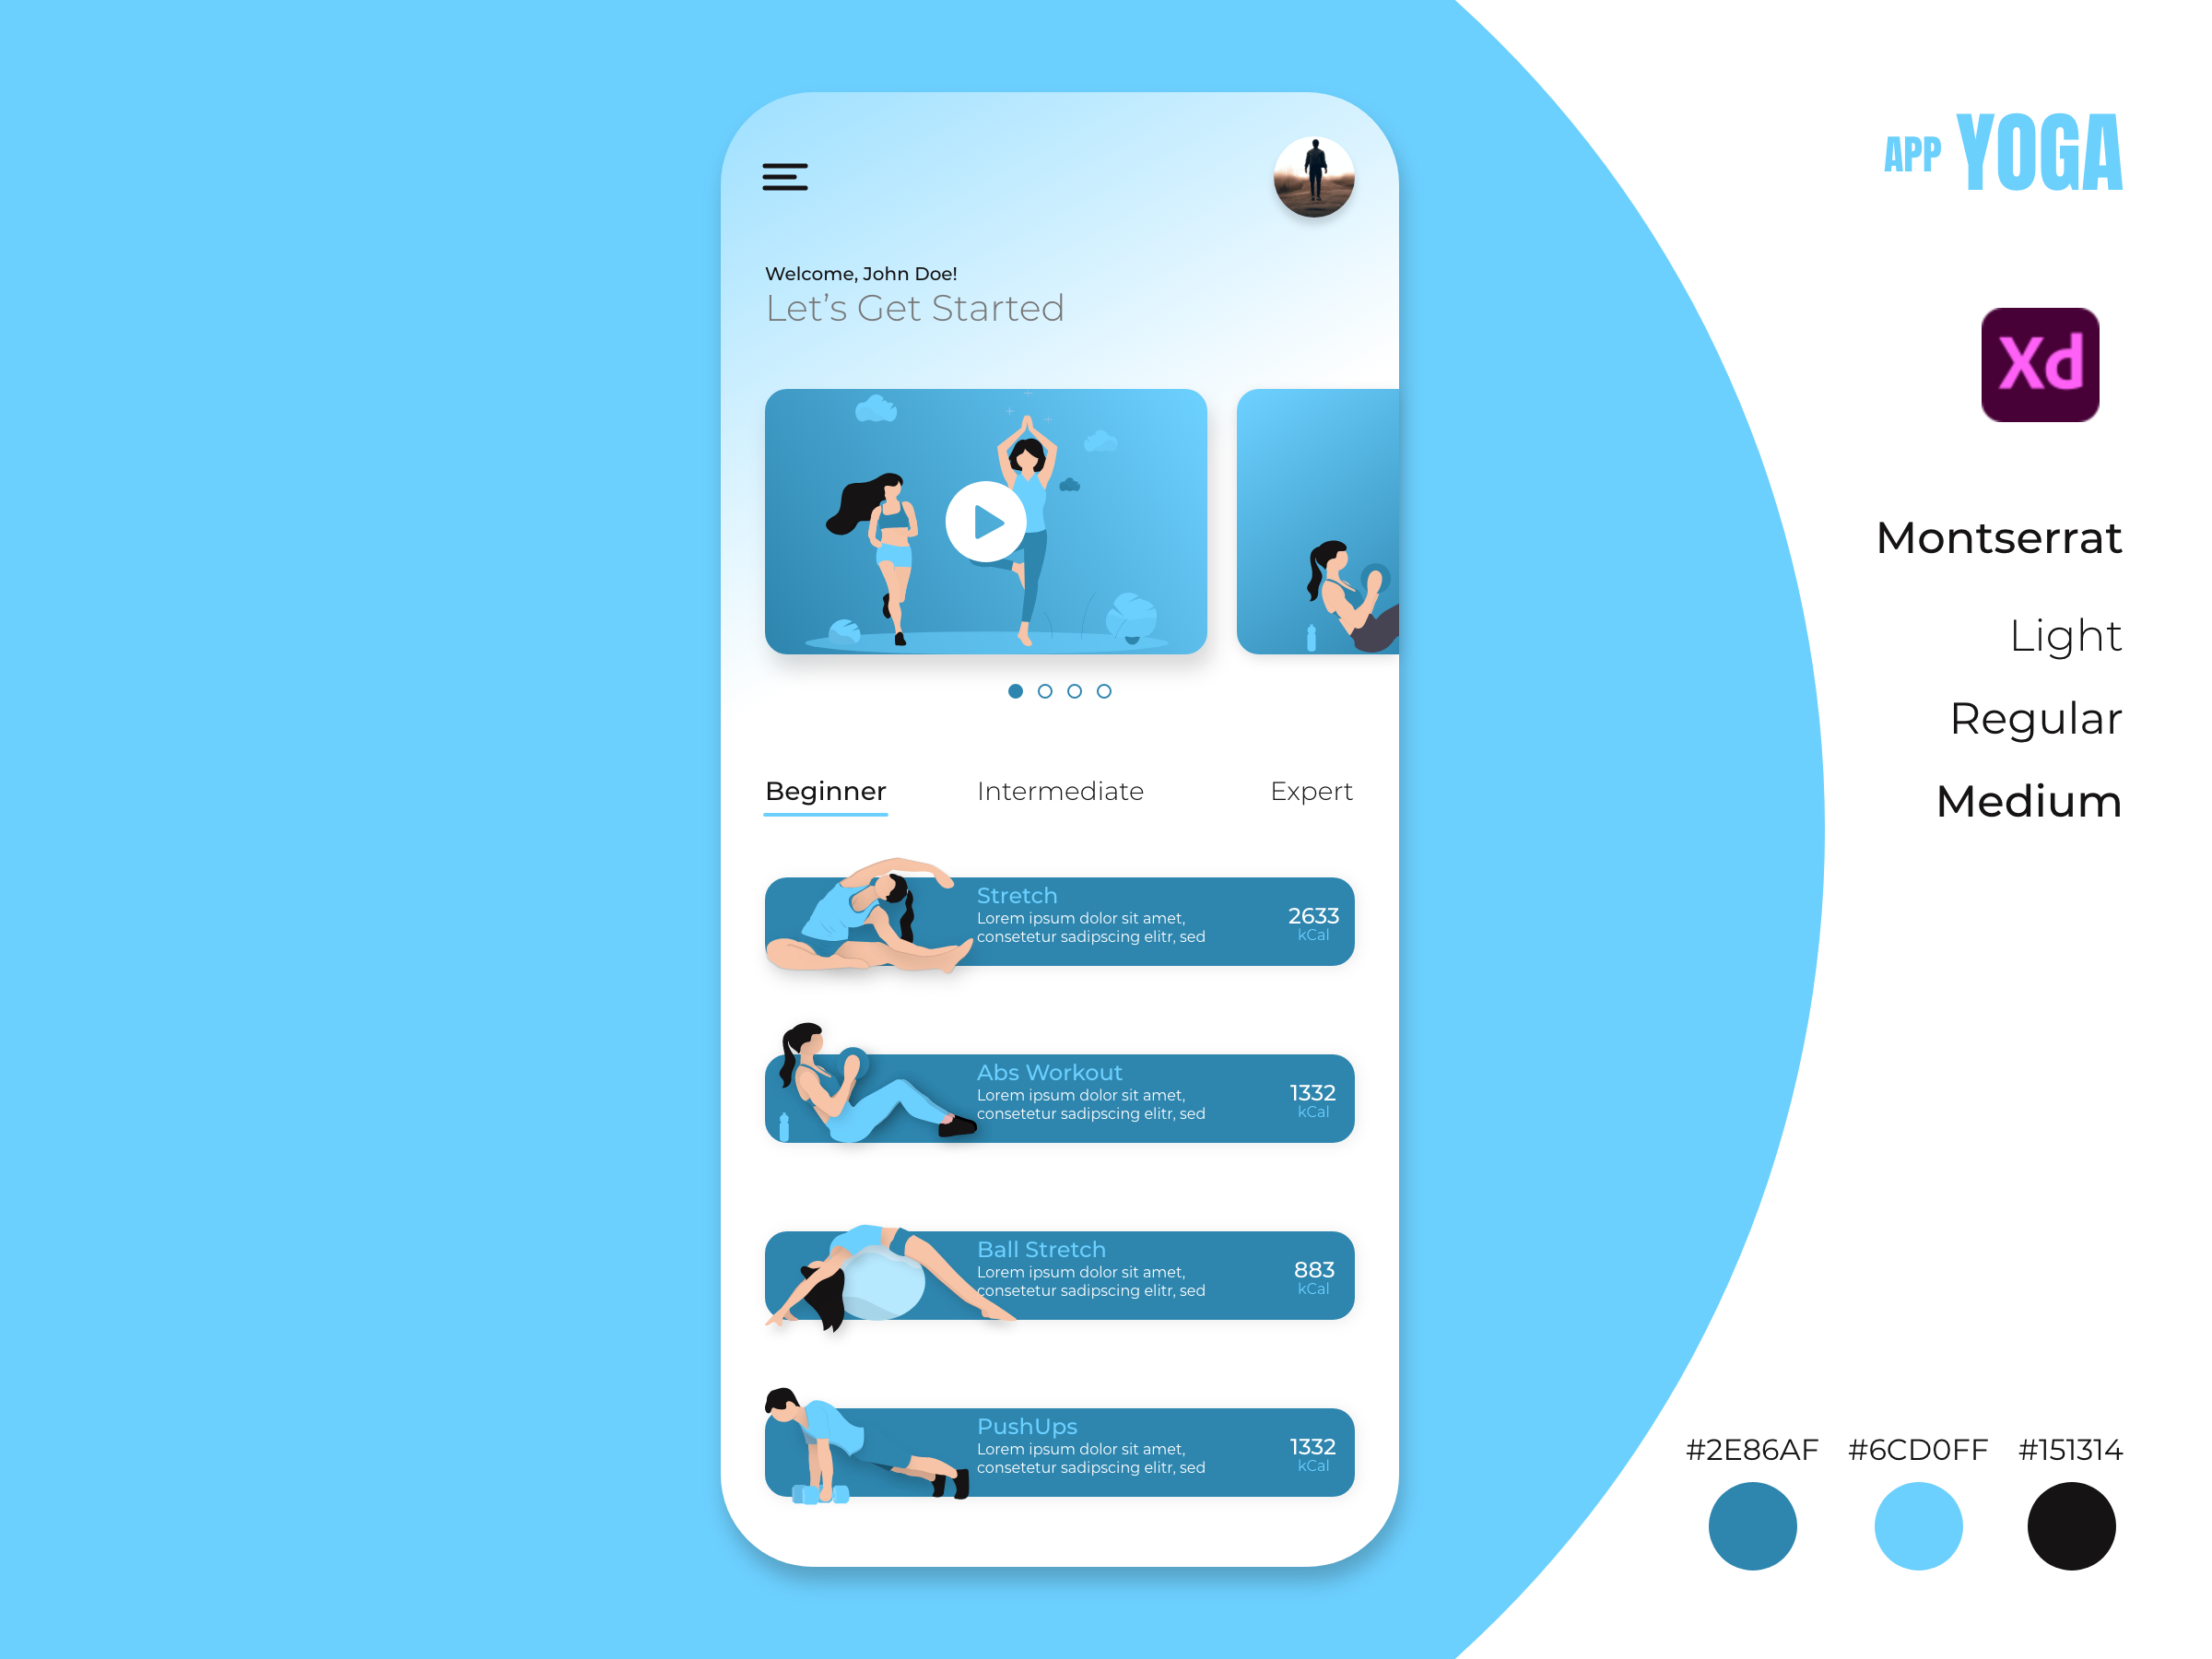 APP YOGA
Xd
Montserrat
Light
Regular
Medium
Welcome, John Doe!
Let's Get Started
Beginner Intermediate Expert
Stretch
Lorem ipsum dolor sit amet,
consetetur sadipscing elitr, sed
2633
kCal
Abs Workout
Lorem ipsum dolor sit amet,
consetetur sadipscing elitr, sed
1332
kCal
Ball Stretch
Lorem ipsum dolor sit amet,
consetetur sadipscing elitr, sed
883
kCal
PushUps
Lorem ipsum dolor sit amet,
consetetur sadipscing elitr, sed
1332
kCal
#2E86AF #6CD0FF #151314